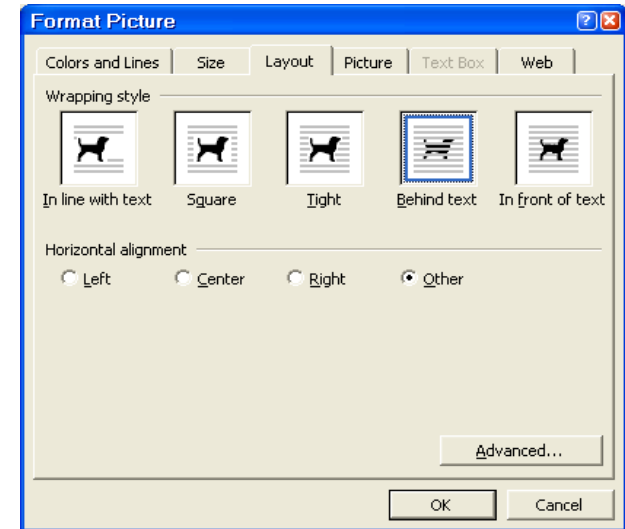 Format Picture
Colors and Lines Size Layout Picture Text Box Web
Wrapping style
In line with text Square Tight Behind text In front of text
Horizontal alignment
Left Center Right Other
Advanced...
OK Cancel